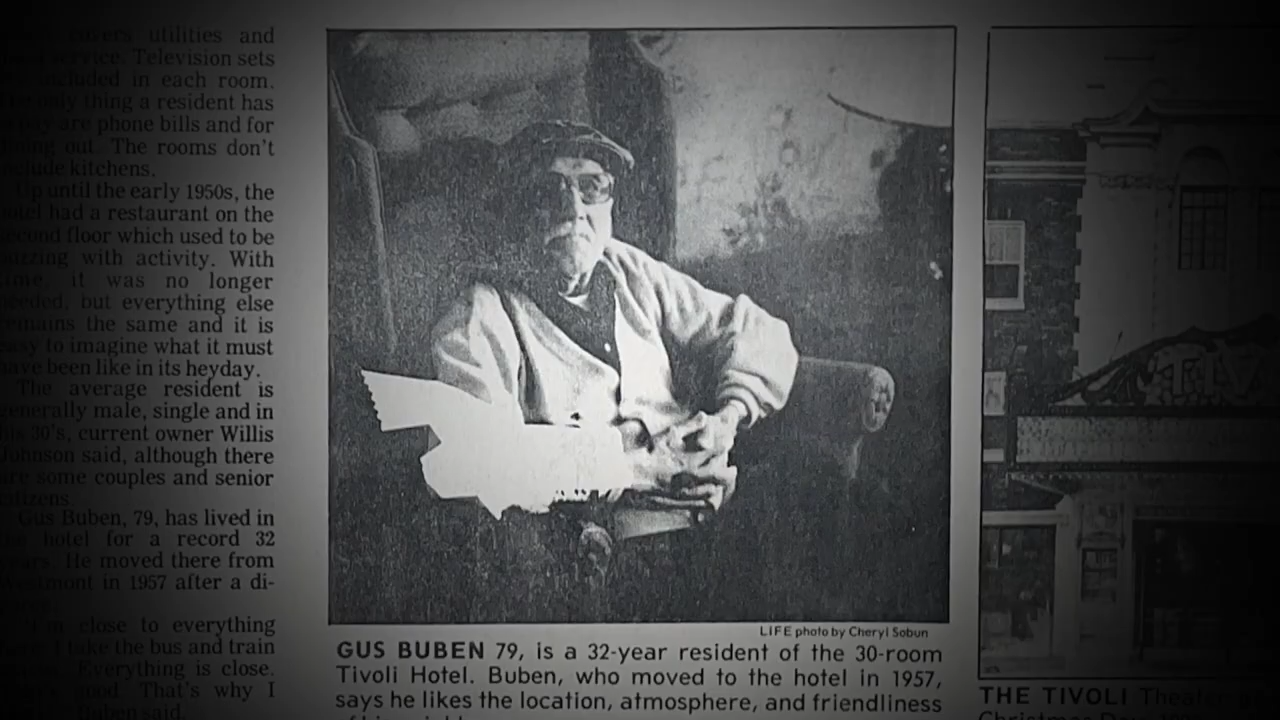 covers utilities and
service. Television sets
included in each room.
only thing a resident has
pay are phone bills and for
out. The rooms don't
include kitchens.
Up until the early 1950s, the
hotel had a restaurant on the
second floor which used to be
buzzing with activity. With
time, it was no longer
needed, but everything else
remains the same and it is
easy to imagine what it must
have been like in its heyday.
The average resident is
generally male, single and in
his 30's, current owner Willis
Johnson said, although there
are some couples and senior
citizens.
Gus Buben, 79, has lived in
the hotel for a record 32
years. He moved there from
Westmont in 1957 after a di-
"I'm close to everything
I take the bus and train
Everything is close.
good. That's why I
Buben said.
LIFE photo by Cheryl Sobun
GUS BUBEN 79, is a 32-year resident of the 30-room
Tivoli Hotel. Buben, who moved to the hotel in 1957,
says he likes the location, atmosphere, and friendliness
TIV
THE TIVOLI Theater